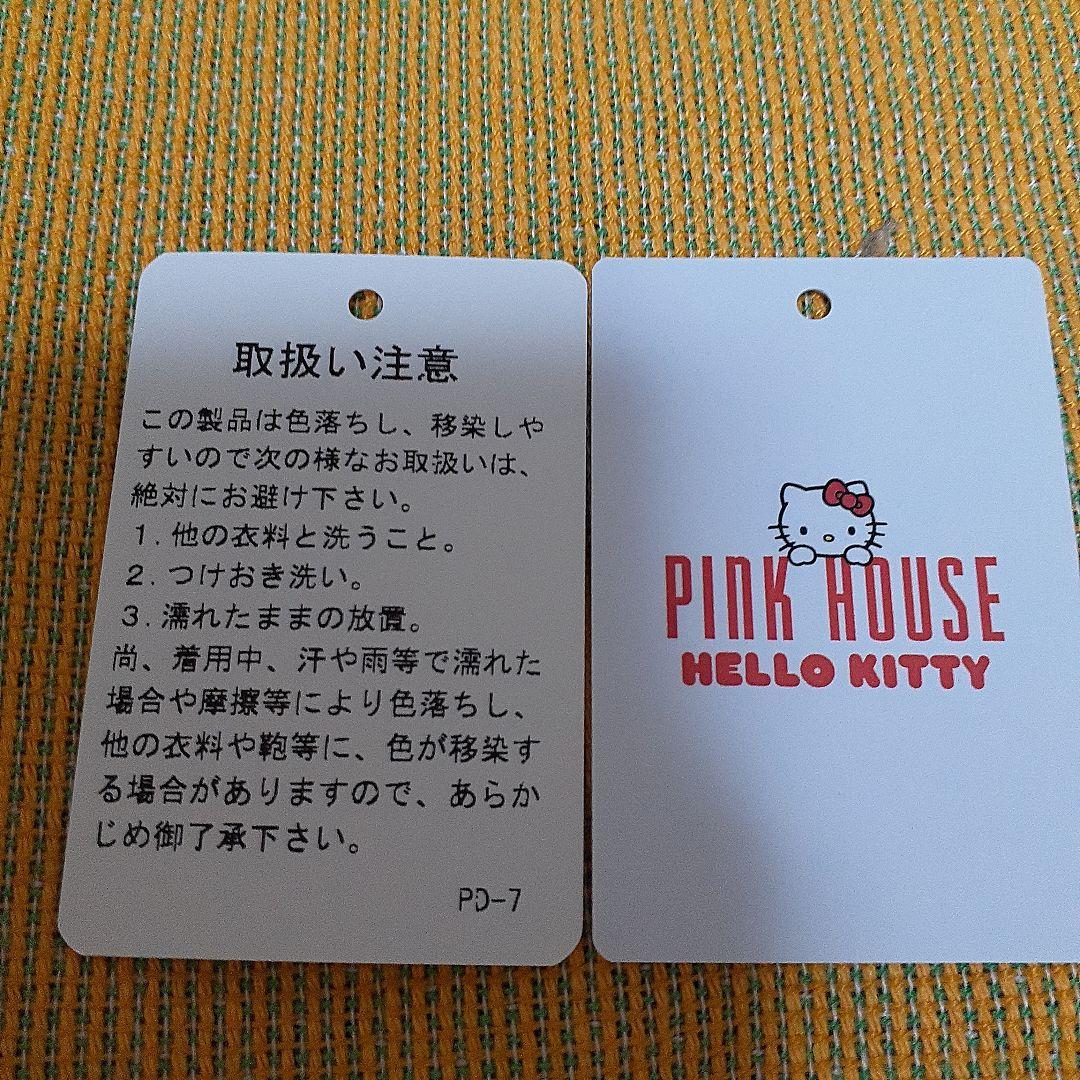 取扱い注意
この製品は色落ちし、移染しや
すいので次の様なお取扱いは、
絶対にお避け下さい。
1.他の衣料と洗うこと。
2.つけおき洗い。
3.濡れたままの放置。
尚、着用中、汗や雨等で濡れた
場合や摩擦等により色落ちし、
他の衣料や鞄等に、色が移染す
る場合がありますので、あらか
じめ御了承下さい。
PD-7
PINK HOUSE
HELLO KITTY